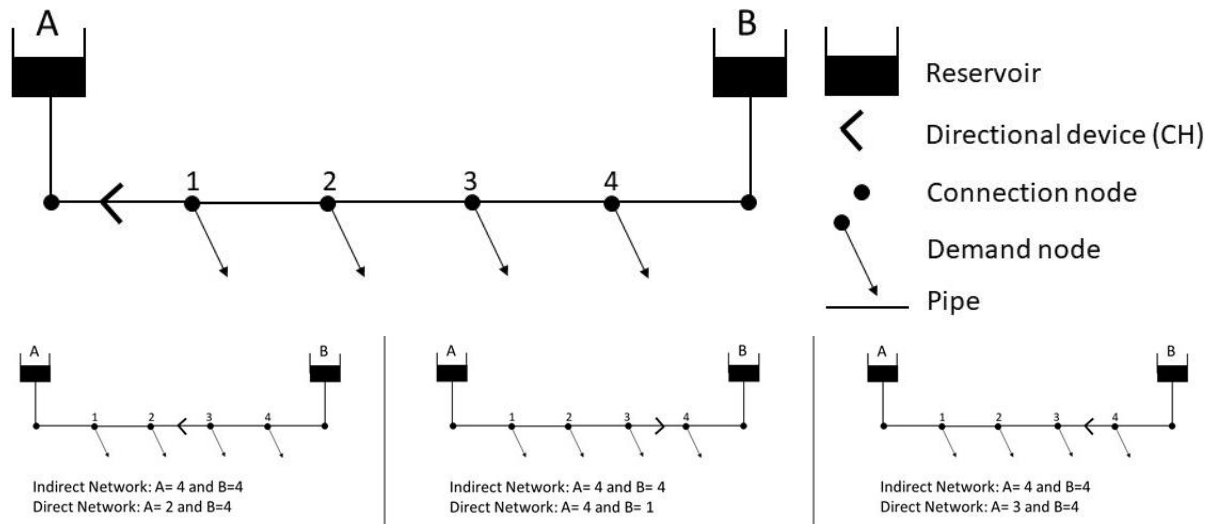 A
B
Reservoir
Directional device (CH)
1 2 3 4
Connection node
Demand node
Pipe
A B
1 2 3 4
Indirect Network: A= 4 and B=4
Direct Network: A= 2 and B=4
A B
1 2 3 4
Indirect Network: A= 4 and B= 4
Direct Network: A= 4 and B= 1
A B
1 2 3 4
Indirect Network: A= 4 and B=4
Direct Network: A= 3 and B=4